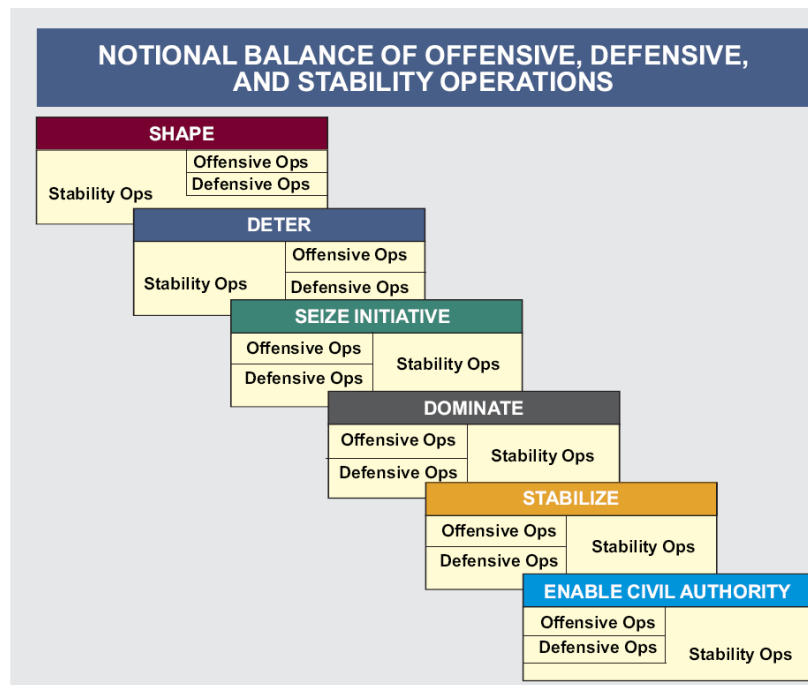 NOTIONAL BALANCE OF OFFENSIVE, DEFENSIVE,
AND STABILITY OPERATIONS
SHAPE
Stability Ops
Offensive Ops
Defensive Ops
DETER
Stability Ops
Offensive Ops
Defensive Ops
SEIZE INITIATIVE
Offensive Ops
Defensive Ops
Stability Ops
DOMINATE
Offensive Ops
Defensive Ops
Stability Ops
STABILIZE
Offensive Ops
Defensive Ops
Stability Ops
ENABLE CIVIL AUTHORITY
Offensive Ops
Defensive Ops
Stability Ops